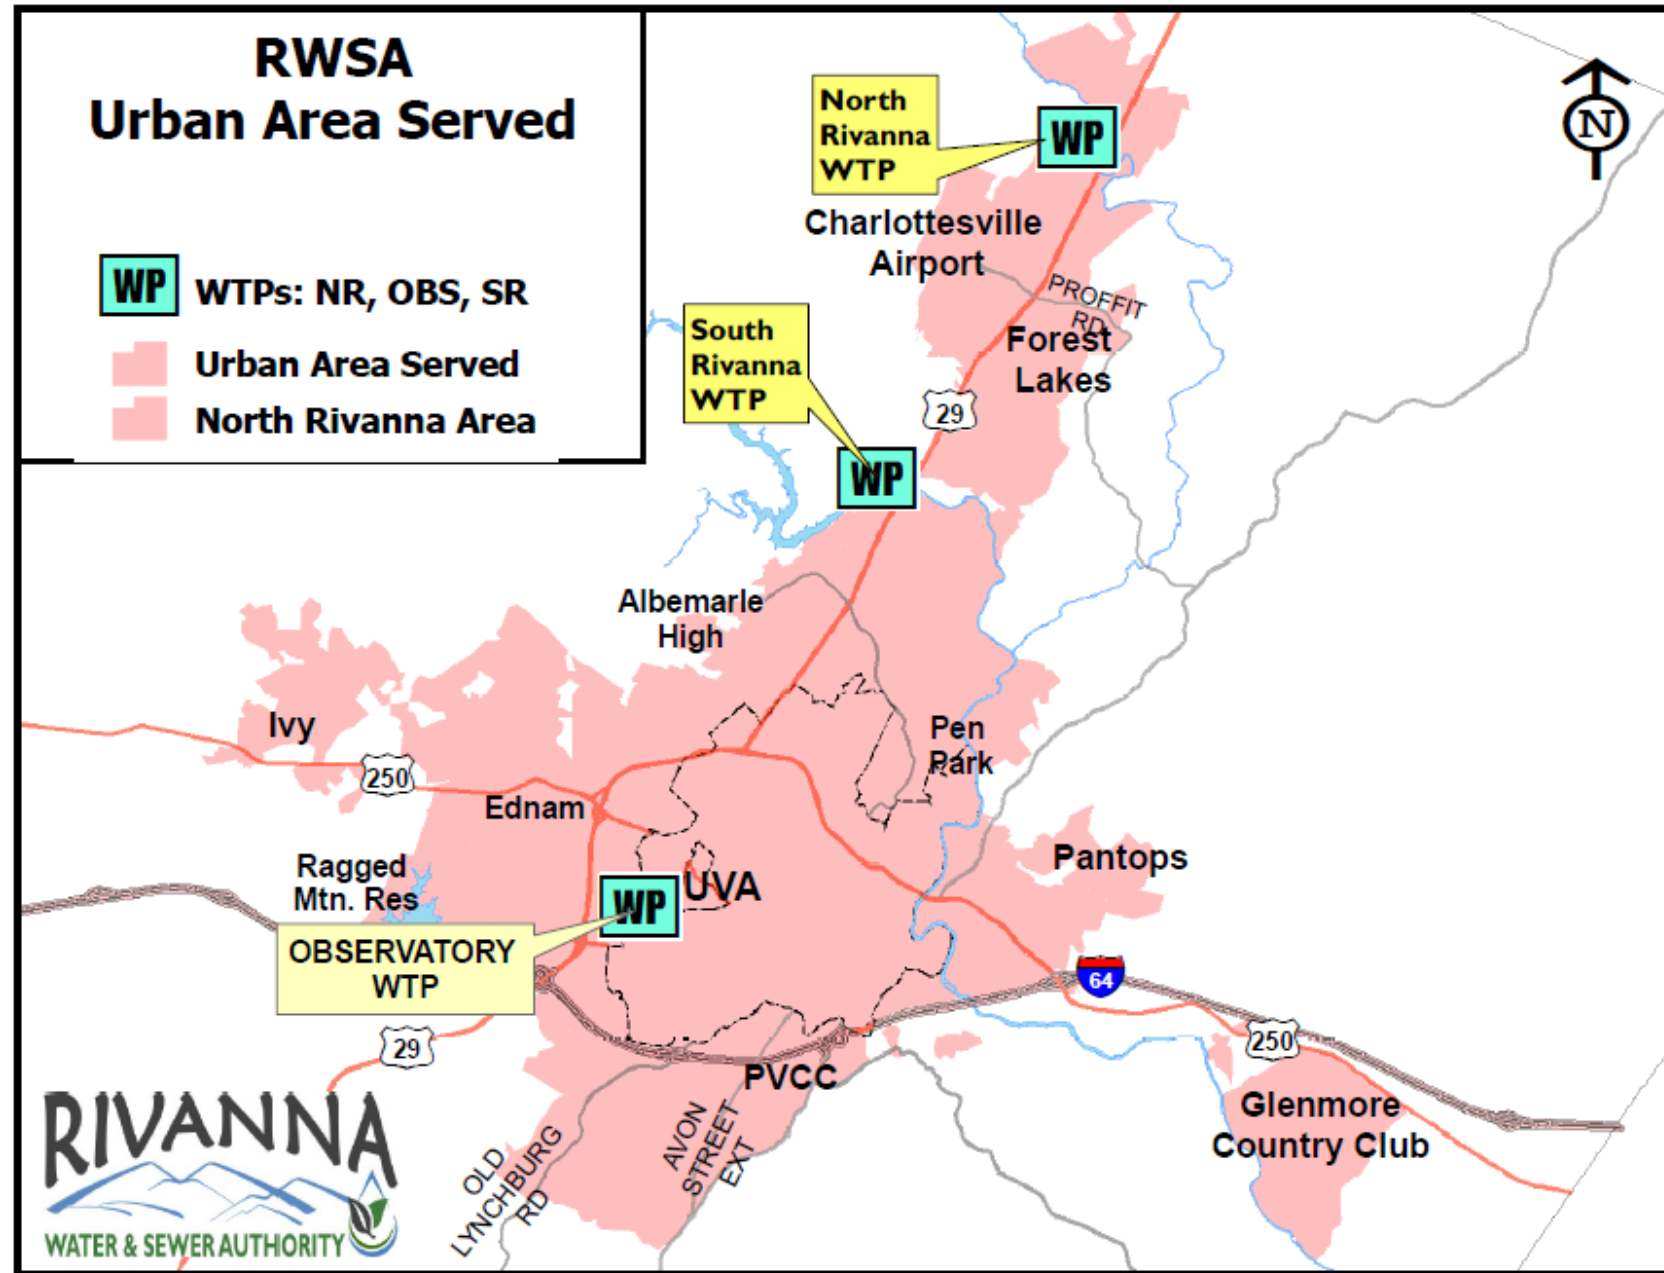 RWSA
Urban Area Served
WP
WTPs: NR, OBS, SR
Urban Area Served
North Rivanna Area
North
Rivanna
WTP
WP
N
Charlottesville
Airport
PROFFIT
RD
South
Rivanna
WTP
Forest
Lakes
29
WP
Albemarle
High
Ivy
250
Pen
Park
Ednam
Ragged
Mtn. Res
Pantops
WP
UVA
OBSERVATORY
WTP
64
29
250
PVCC
Glenmore
Country Club
OLD
LYNCHBURG
RD
AVON
STREET
EXT
RIVANNA
WATER & SEWER AUTHORITY